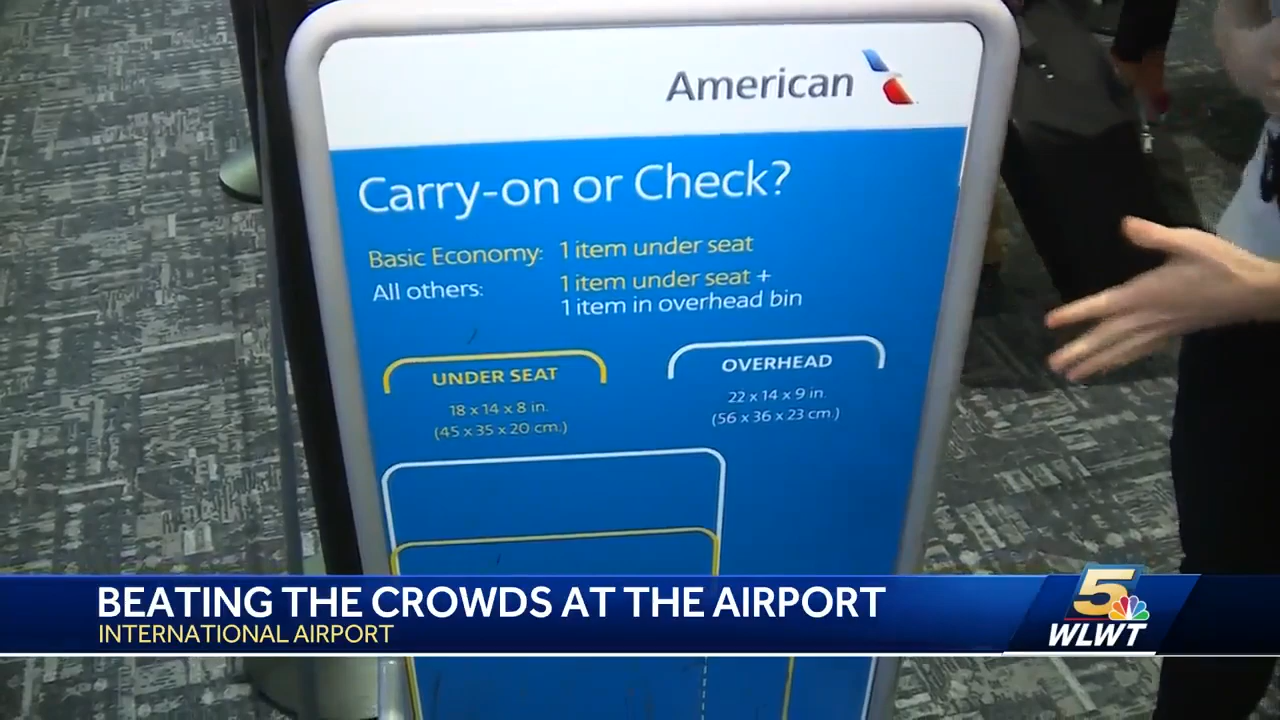 American
Carry-on or Check?
Basic Economy: 1 item under seat
All others: 1 item under seat +
1 item in overhead bin
UNDER SEAT
18 x 14 x 8 in.
(45 x 35 x 20 cm.)
OVERHEAD
22 x 14 x 9 in.
(56 x 36 x 23 cm.)
BEATING THE CROWDS AT THE AIRPORT
INTERNATIONAL AIRPORT
5
WLWT